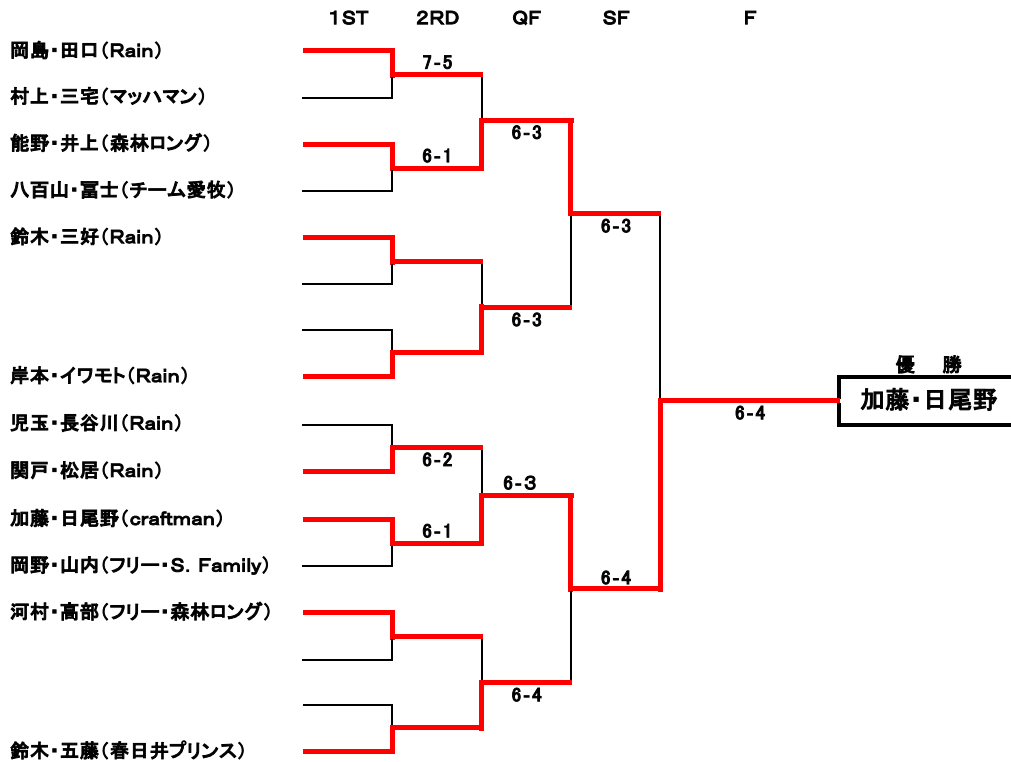 1ST 2RD QF SF F
岡島・田口（Rain）
7-5
村上・三宅（マッハマン）
6-3
能野・井上（森林ロング）
6-1
八百山・冨士（チーム愛牧）
6-3
鈴木・三好（Rain）
6-3
優 勝
岸本・イワモト（Rain）
加藤・日尾野
6-4
児玉・長谷川（Rain）
6-2
関戸・松居（Rain）
6-3
加藤・日尾野（craftman）
6-1
岡野・山内（フリー・S. Family）
6-4
河村・高部（フリー・森林ロング）
6-4
鈴木・五藤（春日井プリンス）